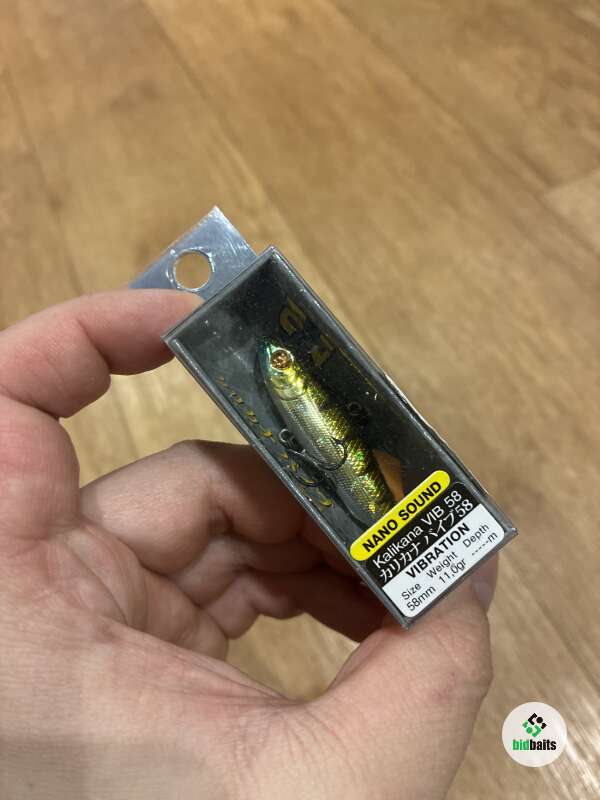 NANO SOUND
Kalikana VIB 58
カリカナ バイブ58
VIBRATION
Size Weight Depth
58mm 11,0gr -----m
bidbaits